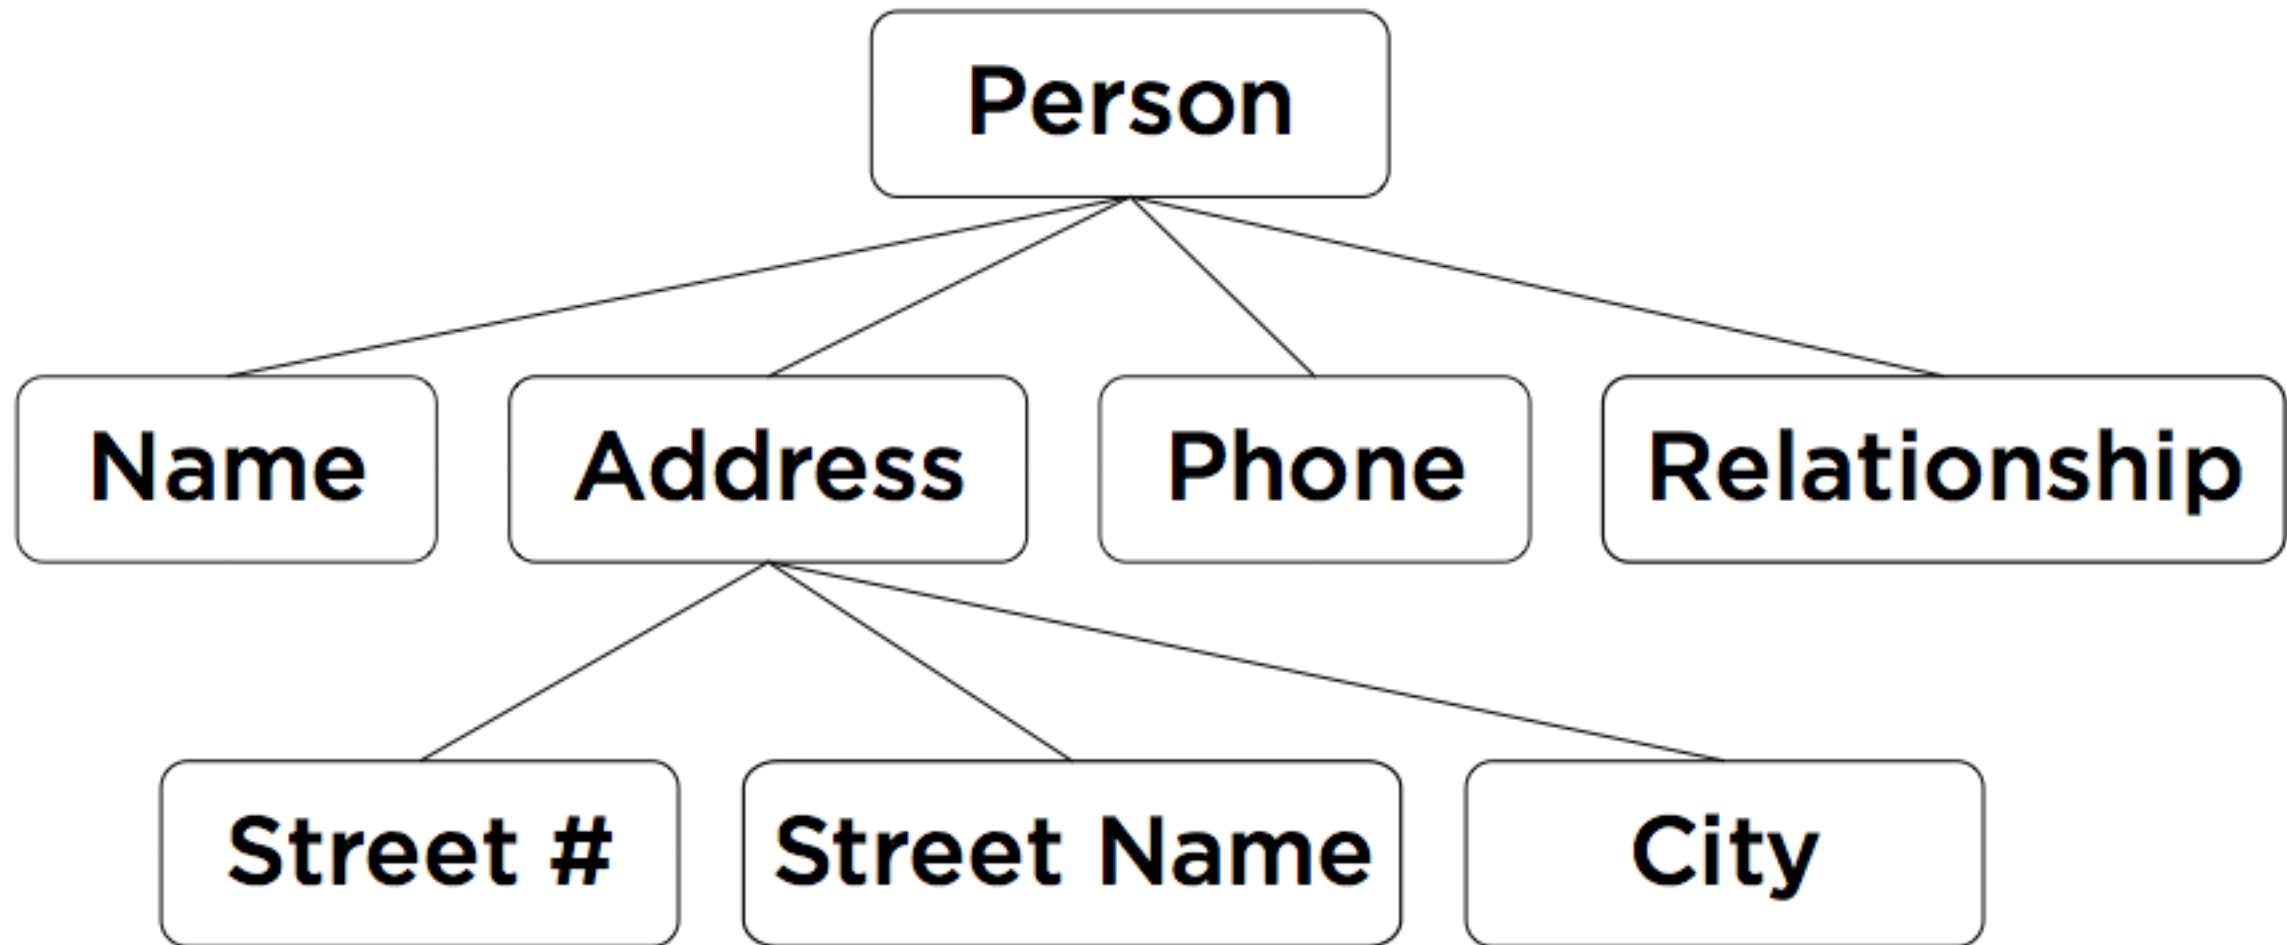 Person
Name Address Phone Relationship
Street # Street Name City